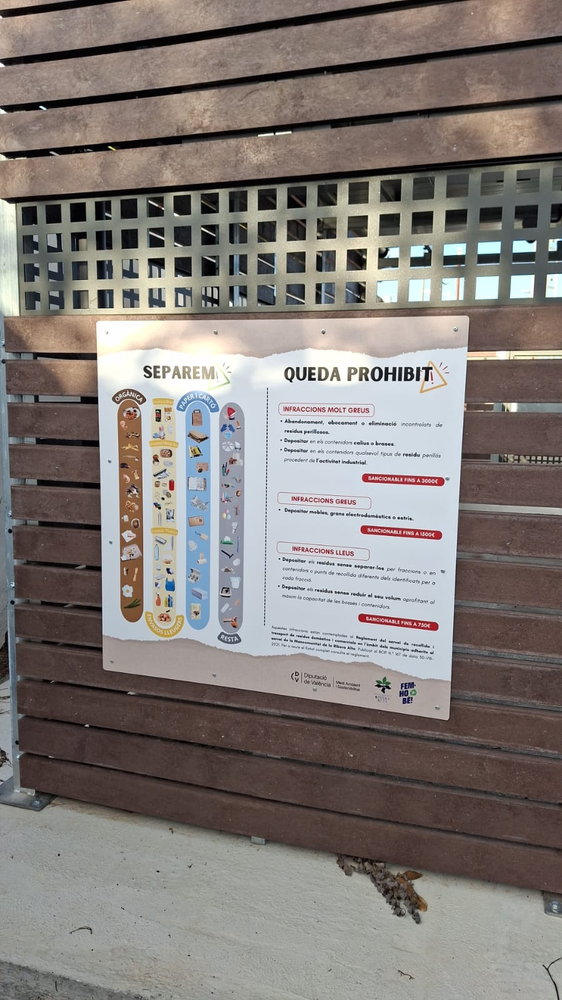 SEPAREM
ORGÀNICA
Envasos Metàl·lics
Envasos Plàstics
ENVASOS LLEUGERS
PAPER I CARTÓ
RESTA
QUEDA PROHIBIT
INFRACCIONS MOLT GREUS
• Abandonament, abocament o eliminació incontrolats de
residus perillosos.
• Depositar en els contenidors calius o brases.
• Depositar en els contenidors qualsevol tipus de residu perillós
procedent de l'activitat industrial.
SANCIONABLE FINS A 3000€
INFRACCIONS GREUS
• Depositar mobles, grans electrodomèstics o estris.
SANCIONABLE FINS A 1500€
INFRACCIONS LLEUS
• Depositar els residus sense separar-los per fraccions o en
contenidors o punts de recollida diferents dels identificats per a
cada fracció.
• Depositar els residus sense reduir el seu volum aprofitant al
màxim la capacitat de les bosses i contenidors.
SANCIONABLE FINS A 750€
Aquestes infraccions estan contemplades al Reglament del servei de recollida i
transport de residus domèstics i comercials en l'àmbit dels municipis adherits al
servei de la Mancomunitat de la Ribera Alta. Publicat al BOP N.º 167 de data 30-VIII-
2021. Per a veure el llistat complet consulte el reglament.
Diputació
de València
Medi Ambient
i Sostenibilitat
RIBERA
ALTA
FEM-
HO
BÉ!